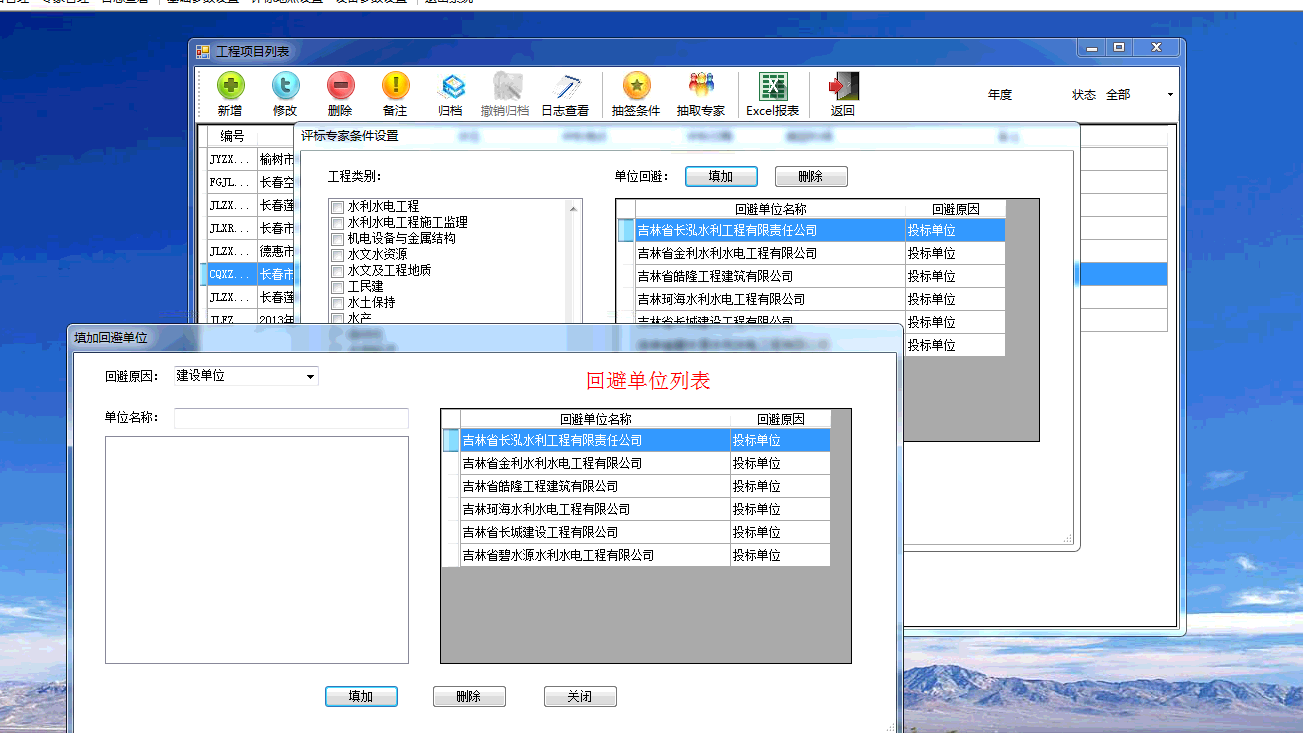 工程项目列表
新增 修改 删除 备注 归档 撤销归档 日志查看 抽签条件 抽取专家 Excel报表 返回 年度 状态 全部
编号
JYZX... 榆树市
FGJL... 长春空
JLZX... 长春莲
JLXR... 长春市
JLZX... 德惠市
CQXZ... 长春市
JLZX... 长春莲
JLFZ... 2013年
评标专家条件设置
工程类别: 单位回避: 填加 删除
水利水电工程
水利水电工程施工监理
机电设备与金属结构
水文水资源
水文及工程地质
工民建
水土保持
水产
回避单位名称 回避原因
吉林省长泓水利工程有限责任公司 投标单位
吉林省金利水利水电工程有限公司 投标单位
吉林省皓隆工程建筑有限公司 投标单位
吉林珂海水利水电工程有限公司 投标单位
吉林省长城建设工程有限公司 投标单位
投标单位
填加回避单位
回避原因: 建设单位
单位名称:
回避单位列表
回避单位名称 回避原因
吉林省长泓水利工程有限责任公司 投标单位
吉林省金利水利水电工程有限公司 投标单位
吉林省皓隆工程建筑有限公司 投标单位
吉林珂海水利水电工程有限公司 投标单位
吉林省长城建设工程有限公司 投标单位
吉林省碧水源水利水电工程有限公司 投标单位
填加 删除 关闭